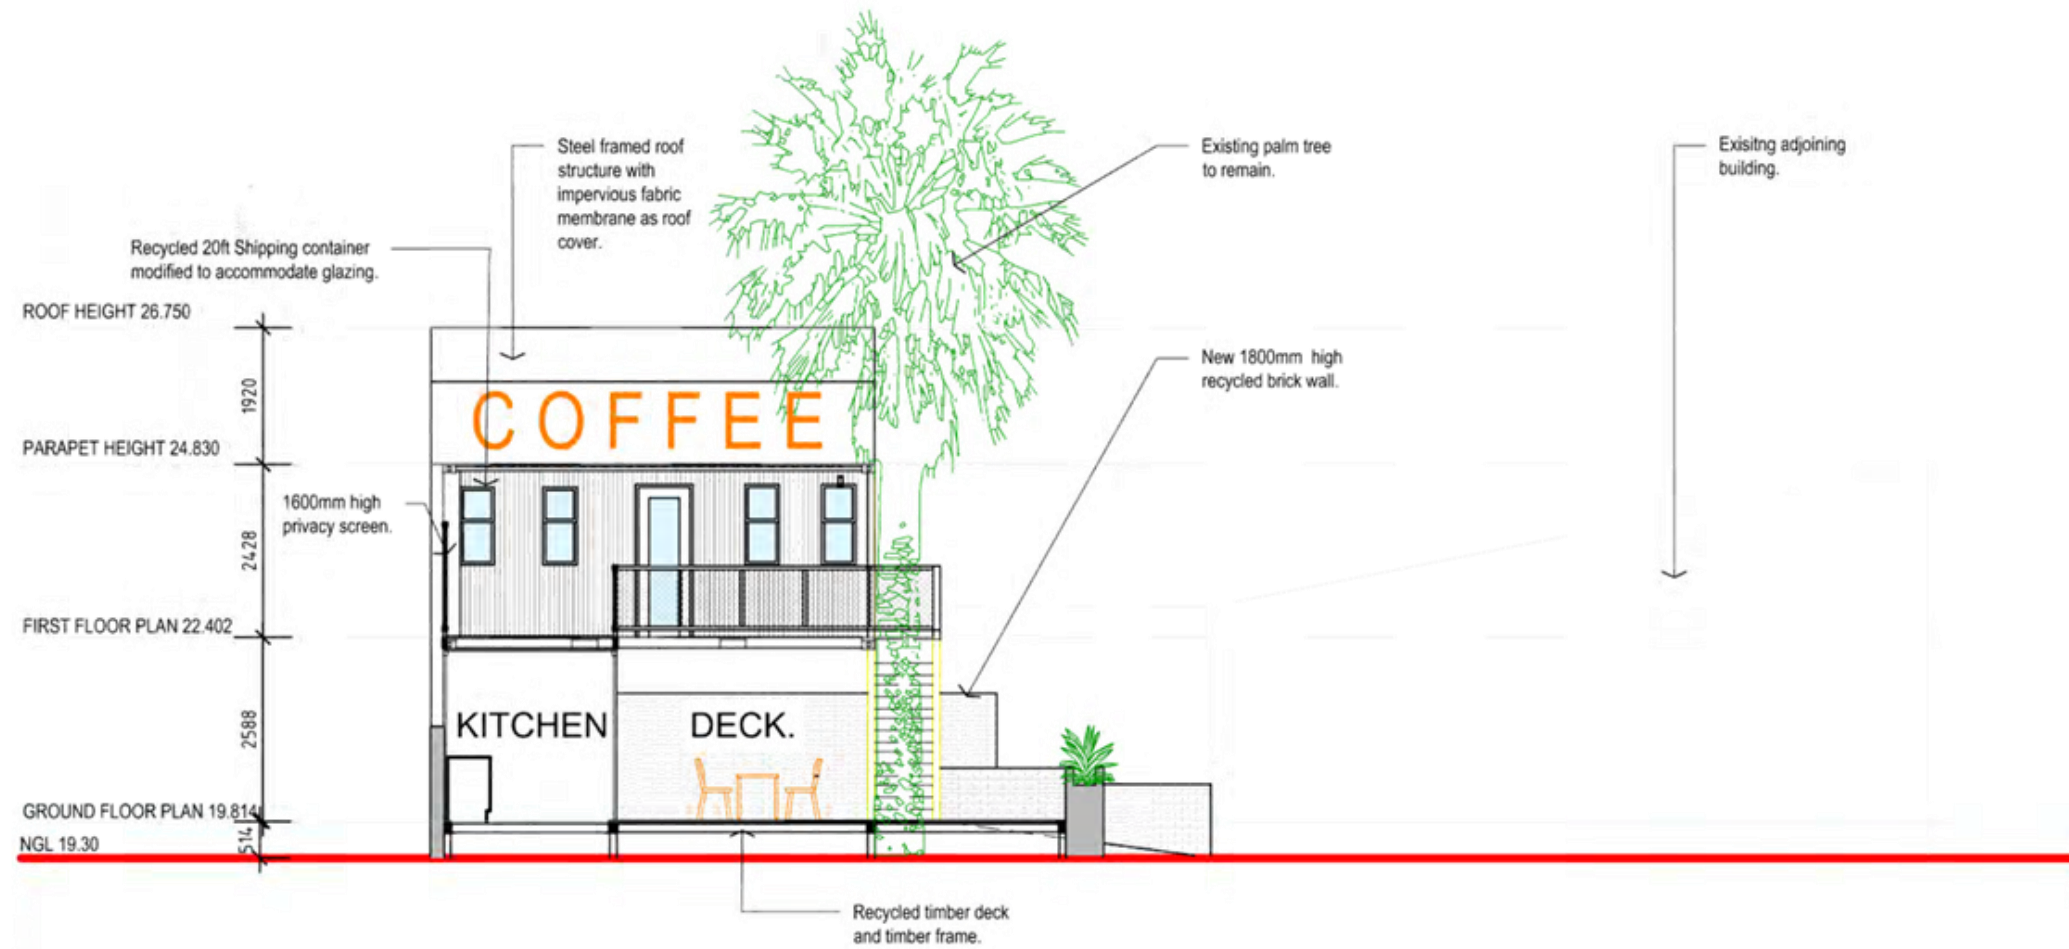 Steel framed roof
structure with
impervious fabric
membrane as roof
cover.
Existing palm tree
to remain.
Exisitng adjoining
building.
Recycled 20ft Shipping container
modified to accommodate glazing.
ROOF HEIGHT 26.750
New 1800mm high
recycled brick wall.
1920
COFFEE
PARAPET HEIGHT 24.830
1600mm high
privacy screen.
2428
FIRST FLOOR PLAN 22.402
2588
KITCHEN
DECK.
GROUND FLOOR PLAN 19.814
514
NGL 19.30
Recycled timber deck
and timber frame.